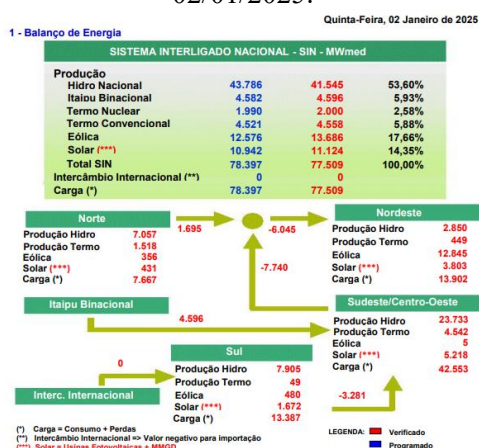 02/01/2025.
Quinta-Feira, 02 Janeiro de 2025
1 - Balanço de Energia
SISTEMA INTERLIGADO NACIONAL - SIN - MWmed
Produção
Hidro Nacional 43.786 41.545 53,60%
Itaipu Binacional 4.582 4.596 5,93%
Termo Nuclear 1.990 2.000 2,58%
Termo Convencional 4.521 4.558 5,88%
Eólica 12.576 13.686 17,66%
Solar (***) 10.942 11.124 14,35%
Total SIN 78.397 77.509 100,00%
Intercâmbio Internacional (**) 0 0
Carga (*) 78.397 77.509
Norte
Produção Hidro 7.057
Produção Termo 1.518
Eólica 356
Solar (***) 431
Carga (*) 7.667
1.695
-6.045
-7.740
Nordeste
Produção Hidro 2.850
Produção Termo 449
Eólica 12.845
Solar (***) 3.803
Carga (*) 13.902
Itaipu Binacional
4.596
Sudeste/Centro-Oeste
Produção Hidro 23.733
Produção Termo 4.542
Eólica 5
Solar (***) 5.218
Carga (*) 42.553
0
Sul
Produção Hidro 7.905
Produção Termo 49
Eólica 480
Solar (***) 1.672
Carga (*) 13.387
Interc. Internacional
-3.281
(*) Carga = Consumo + Perdas
(**) Intercâmbio Internacional => Valor negativo para importação
(***) Solar = Usinas Fotovoltaicas + MMGD
LEGENDA: Verificado
Programado